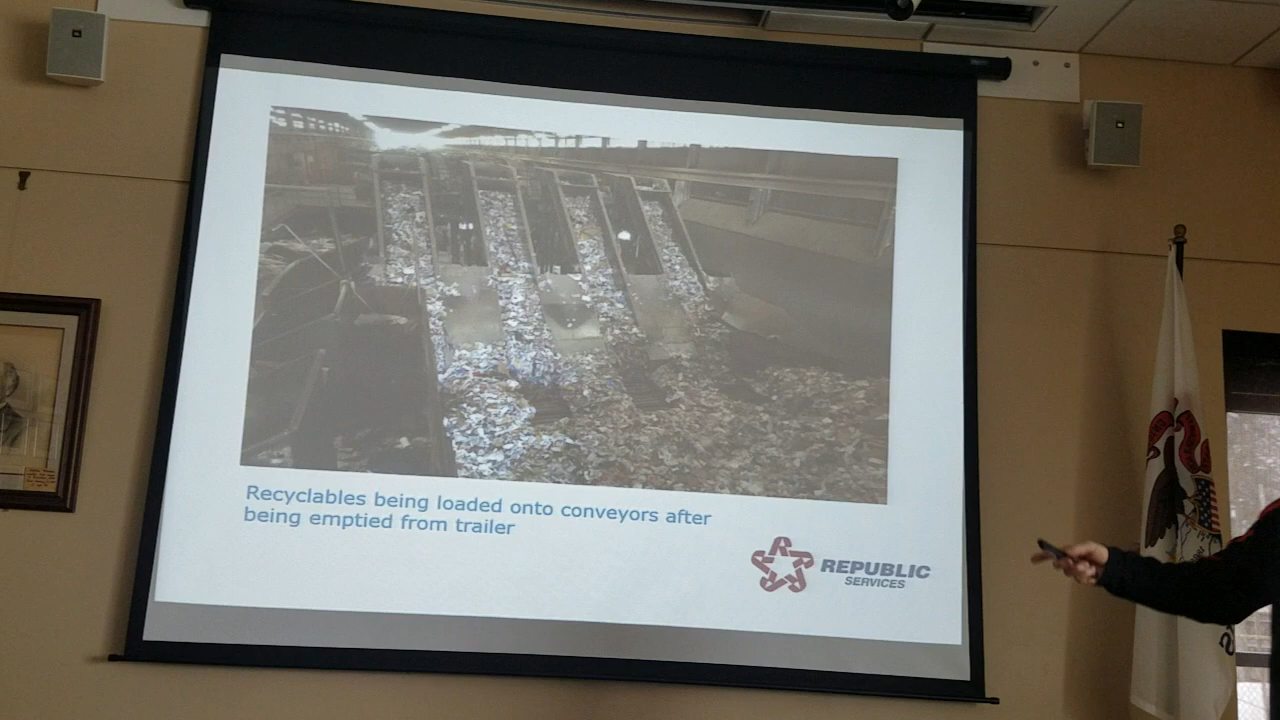 Recyclables being loaded onto conveyors after
being emptied from trailer
REPUBLIC
SERVICES